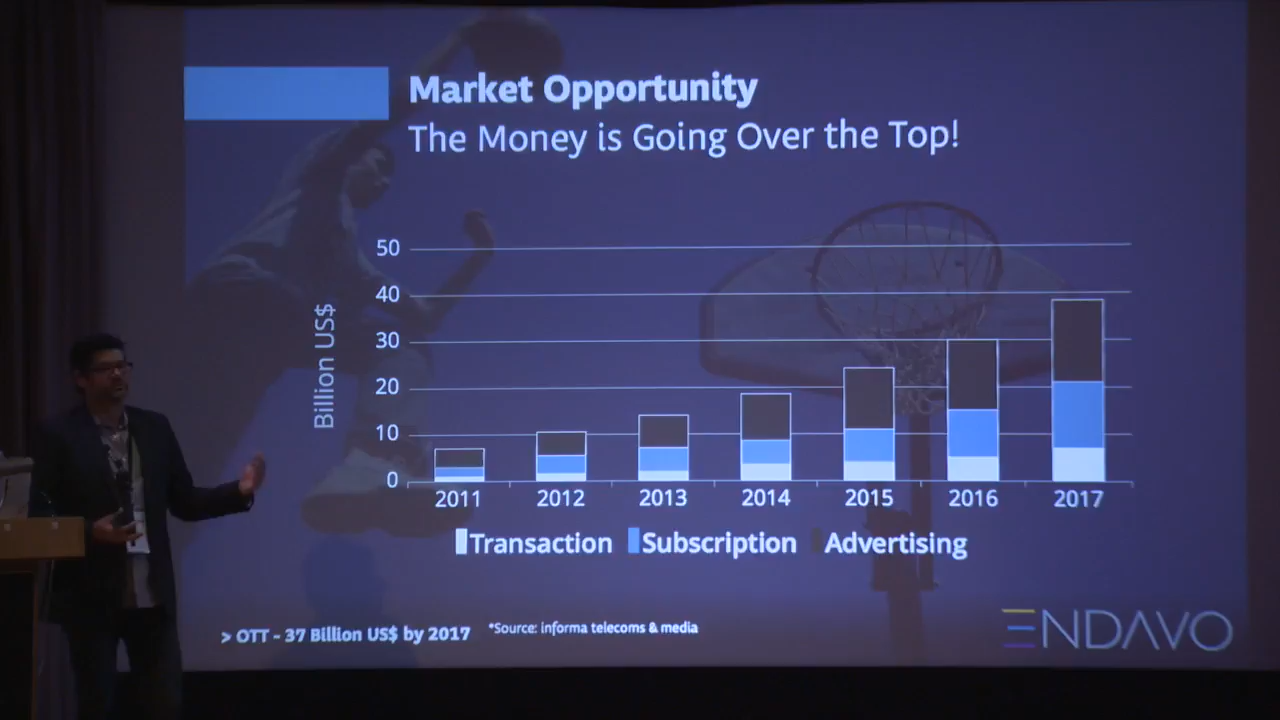 Market Opportunity
The Money is Going Over the Top!
Billion US$
50
40
30
20
10
0
2011 2012 2013 2014 2015 2016 2017
Transaction Subscription Advertising
> OTT - 37 Billion US$ by 2017 *Source: informa telecoms & media
ENDAVO